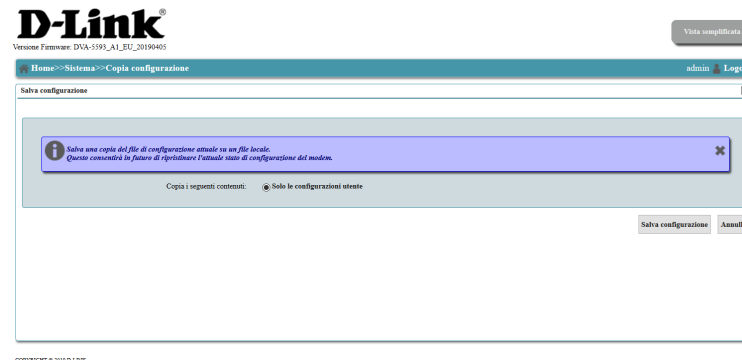 D-Link®
Versione Firmware: DVA-5593_A1_EU_20190405
Vista semplificata
Home>>Sistema>>Copia configurazione
admin
Salva configurazione
Salva una copia del file di configurazione attuale su un file locale.
Questo consentirà in futuro di ripristinare l'attuale stato di configurazione del modem.
Copia i seguenti contenuti: Solo le configurazioni utente
Salva configurazione